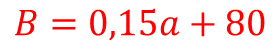 B = 0,15a + 80